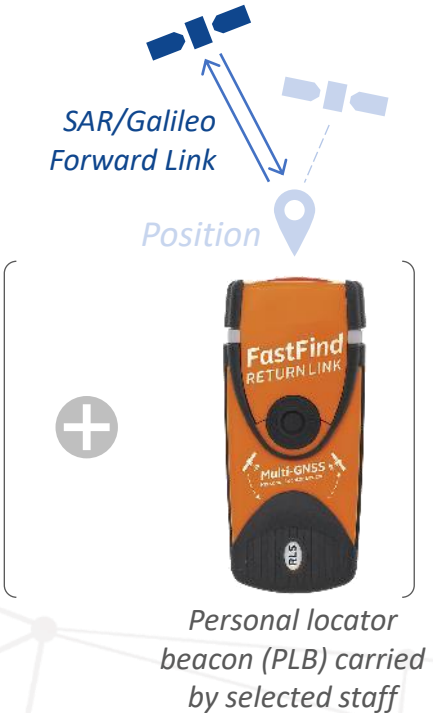 SAR/Galileo
Forward Link
Position
FastFind
RETURN LINK
Multi-GNSS
RLS
Personal locator
beacon (PLB) carried
by selected staff